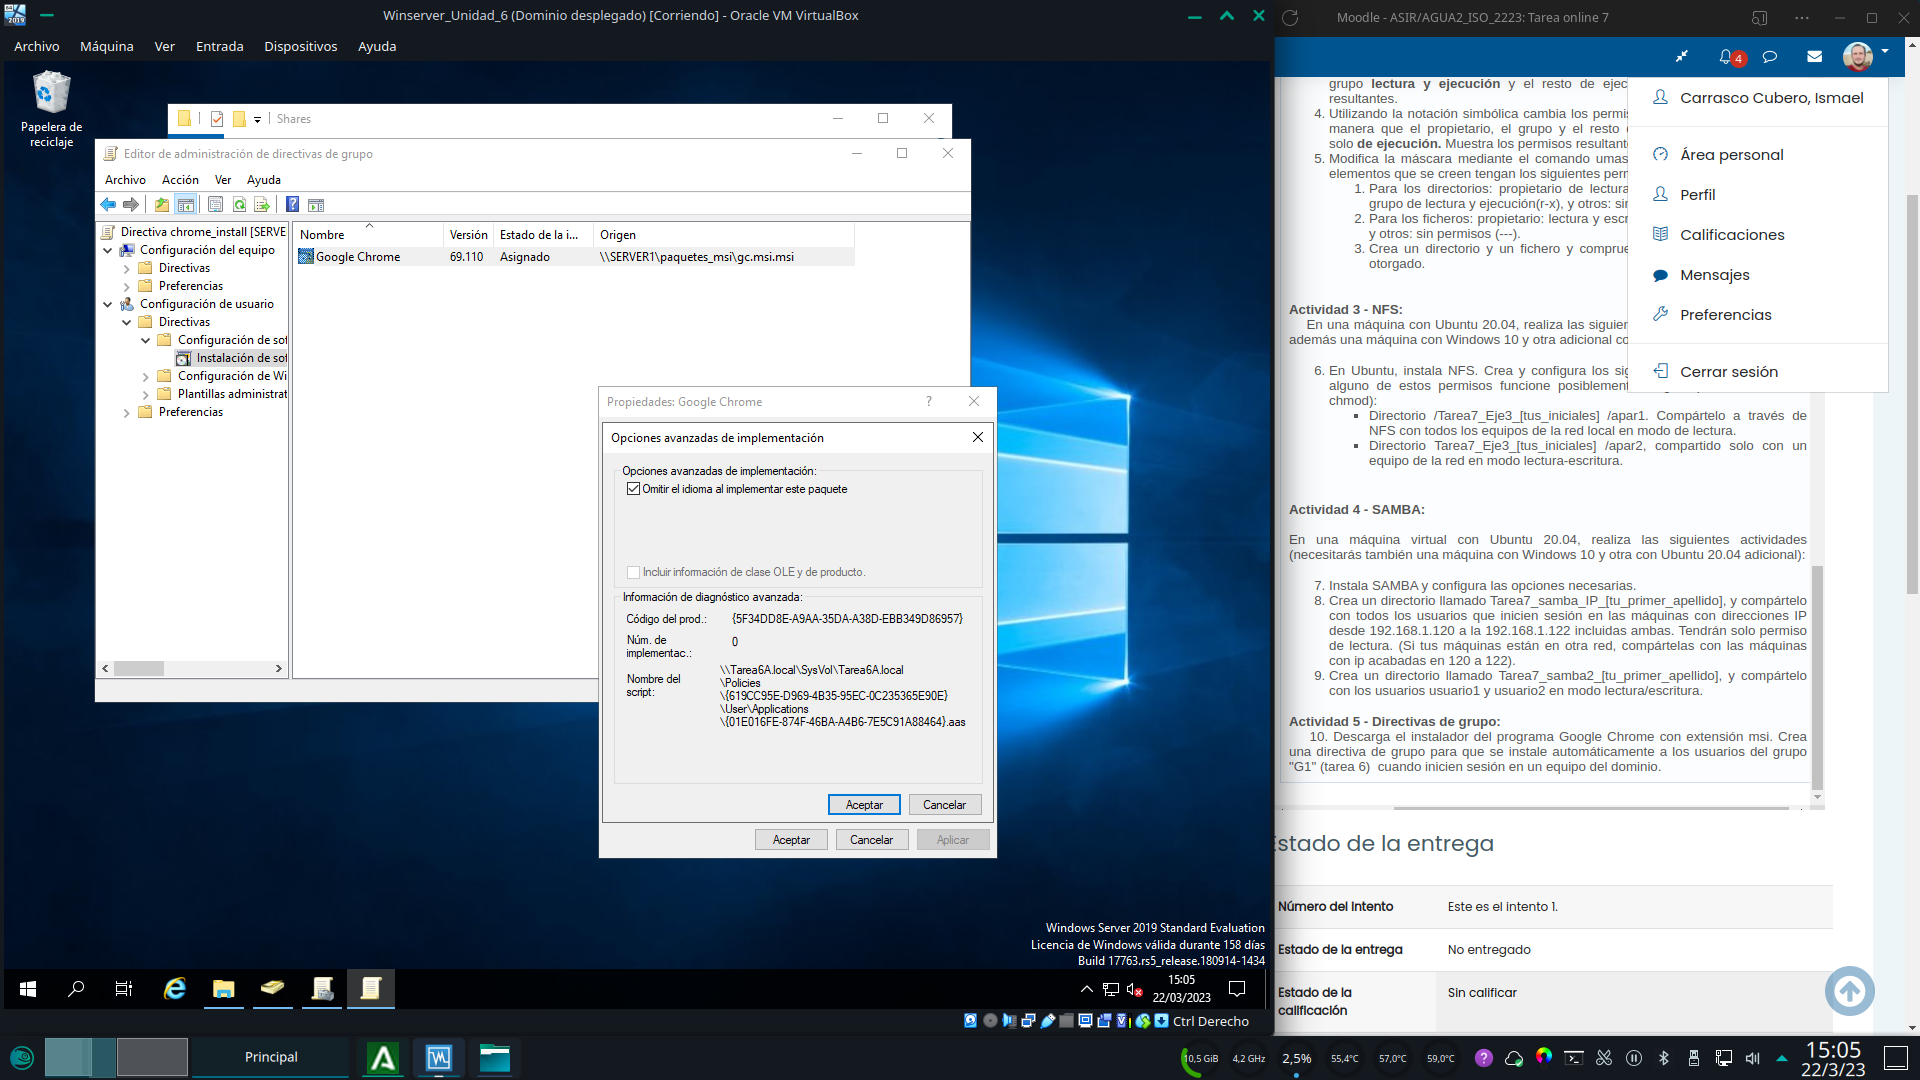 Winserver_Unidad_6 (Dominio desplegado) [Corriendo] - Oracle VM VirtualBox
Archivo Máquina Ver Entrada Dispositivos Ayuda
Papelera de
reciclaje
Shares
Editor de administración de directivas de grupo
Archivo Acción Ver Ayuda
Directiva chrome_install [SERVE
Configuración del equipo
Directivas
Preferencias
Configuración de usuario
Directivas
Configuración de sof
Instalación de sof
Configuración de Wi
Plantillas administrat
Preferencias
Nombre Versión Estado de la i... Origen
Google Chrome 69.110 Asignado \\SERVER1\paquetes_msi\gc.msi.msi
Propiedades: Google Chrome ?
Opciones avanzadas de implementación
Opciones avanzadas de implementación:
Omitir el idioma al implementar este paquete
Incluir información de clase OLE y de producto.
Información de diagnóstico avanzada:
Código del prod.: {5F34DD8E-A9AA-35DA-A38D-EBB349D86957}
Núm. de
implementac.: 0
Nombre del
script:
\\Tarea6A.local\SysVol\Tarea6A.local
\Policies
\{619CC95E-D969-4B35-95EC-0C235365E90E}
\User\Applications
\{01E016FE-874F-46BA-A4B6-7E5C91A88464}.aas
Aceptar Cancelar
Aceptar Cancelar Aplicar
Windows Server 2019 Standard Evaluation
Licencia de Windows válida durante 158 días
Build 17763.rs5_release.180914-1434
15:05
22/03/2023
Ctrl Derecho
Moodle - ASIR/AGUA2_ISO_2223: Tarea online 7
4
Carrasco Cubero, Ismael
Área personal
Perfil
Calificaciones
Mensajes
Preferencias
Cerrar sesión
grupo lectura y ejecución y el resto de ejec
resultantes.
4. Utilizando la notación simbólica cambia los permis
manera que el propietario, el grupo y el resto
solo de ejecución. Muestra los permisos resultant
5. Modifica la máscara mediante el comando umas
elementos que se creen tengan los siguientes perm
1. Para los directorios: propietario de lectura
grupo de lectura y ejecución(r-x), y otros: sin
2. Para los ficheros: propietario: lectura y escr
y otros: sin permisos (---).
3. Crea un directorio y un fichero y comprue
otorgado.
Actividad 3 - NFS:
En una máquina con Ubuntu 20.04, realiza las siguien
además una máquina con Windows 10 y otra adicional co
6. En Ubuntu, instala NFS. Crea y configura los sig
alguno de estos permisos funcione posiblement
chmod):
Directorio /Tarea7_Eje3_[tus_iniciales] /apar1. Compártelo a través de
NFS con todos los equipos de la red local en modo de lectura.
Directorio Tarea7_Eje3_[tus_iniciales] /apar2, compartido solo con un
equipo de la red en modo lectura-escritura.
Actividad 4 - SAMBA:
En una máquina virtual con Ubuntu 20.04, realiza las siguientes actividades
(necesitarás también una máquina con Windows 10 y otra con Ubuntu 20.04 adicional):
7. Instala SAMBA y configura las opciones necesarias.
8. Crea un directorio llamado Tarea7_samba_IP_[tu_primer_apellido], y compártelo
con todos los usuarios que inicien sesión en las máquinas con direcciones IP
desde 192.168.1.120 a la 192.168.1.122 incluidas ambas. Tendrán solo permiso
de lectura. (Si tus máquinas están en otra red, compártelas con las máquinas
con ip acabadas en 120 a 122).
9. Crea un directorio llamado Tarea7_samba2_[tu_primer_apellido], y compártelo
con los usuarios usuario1 y usuario2 en modo lectura/escritura.
Actividad 5 - Directivas de grupo:
10. Descarga el instalador del programa Google Chrome con extensión msi. Crea
una directiva de grupo para que se instale automáticamente a los usuarios del grupo
"G1" (tarea 6) cuando inicien sesión en un equipo del dominio.
Estado de la entrega
Número del Intento Este es el intento 1.
Estado de la entrega No entregado
Estado de la
calificación Sin calificar
Principal
10,5 GiB 4,2 GHz 2,5% 55,4°C 57,0°C 59,0°C
15:05
22/3/23